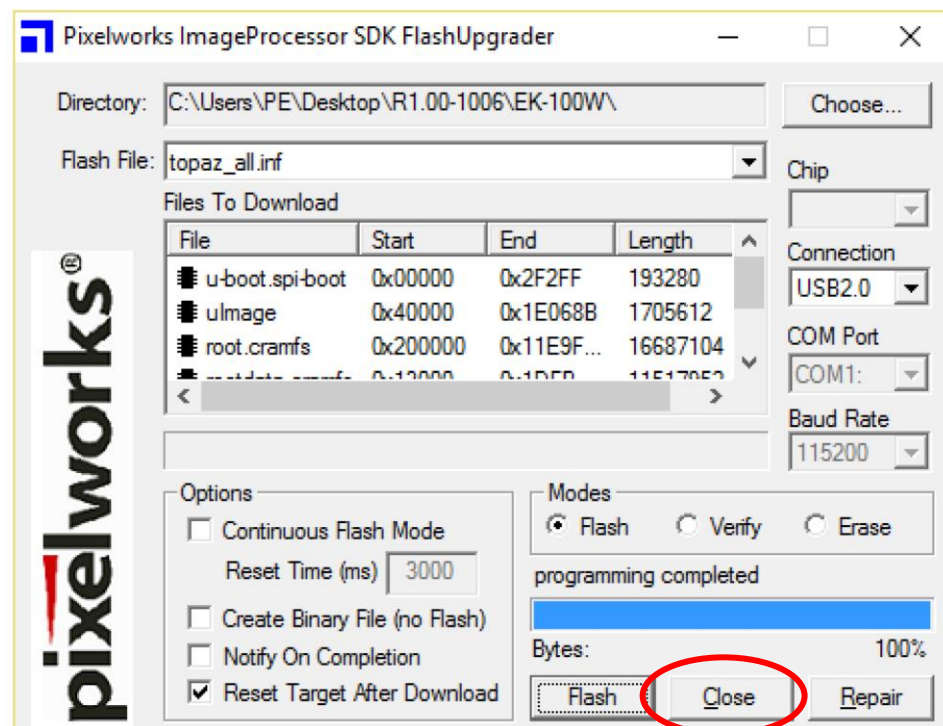 Pixelworks ImageProcessor SDK FlashUpgrader
Directory: C:\Users\PE\Desktop\R1.00-1006\EK-100W\ Choose...
Flash File: topaz_all.inf
Chip
Files To Download
File Start End Length
u-boot.spi-boot 0x00000 0x2F2FF 193280
uImage 0x40000 0x1E068B 1705612
root.cramfs 0x200000 0x11E9F... 16687104
Connection
USB2.0
COM Port
COM1:
Baud Rate
115200
pixelworks®
Options
Continuous Flash Mode
Reset Time (ms) 3000
Create Binary File (no Flash)
Notify On Completion
Reset Target After Download
Modes
Flash Verify Erase
programming completed
Bytes: 100%
Flash Close Repair